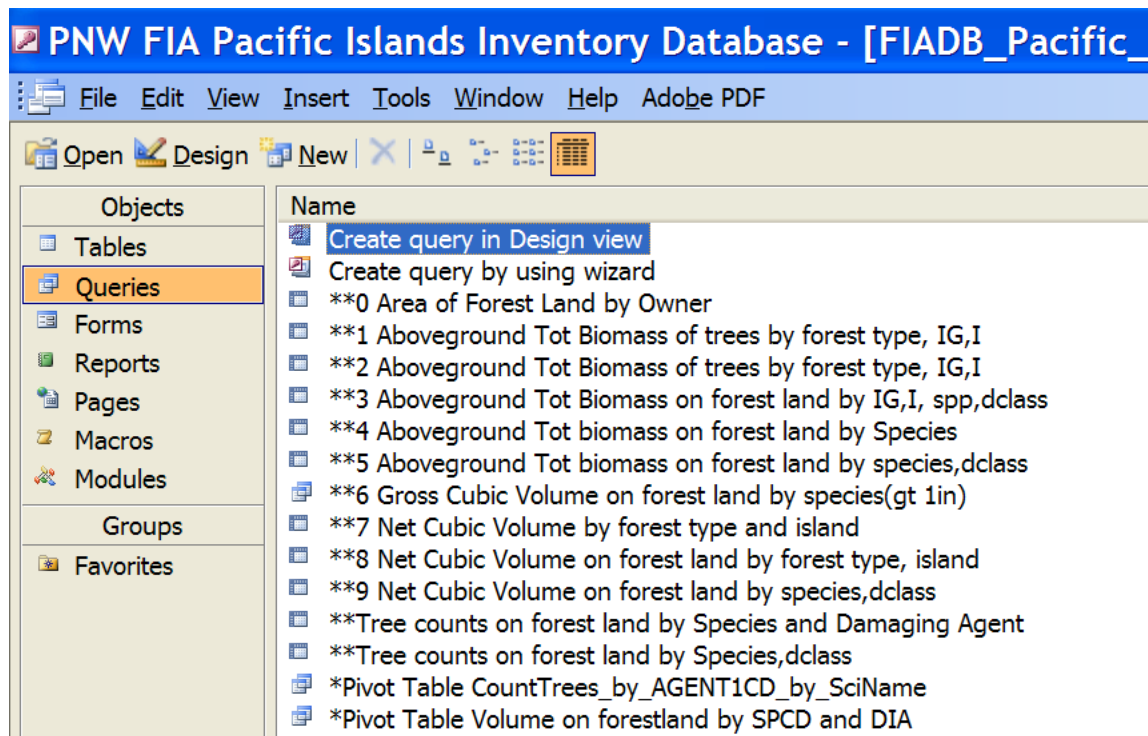 PNW FIA Pacific Islands Inventory Database - [FIADB_Pacific_
File Edit View Insert Tools Window Help Adobe PDF
Open Design New
Objects
Tables
Queries
Forms
Reports
Pages
Macros
Modules
Groups
Favorites
Name
Create query in Design view
Create query by using wizard
**0 Area of Forest Land by Owner
**1 Aboveground Tot Biomass of trees by forest type, IG,I
**2 Aboveground Tot Biomass of trees by forest type, IG,I
**3 Aboveground Tot Biomass on forest land by IG,I, spp,dclass
**4 Aboveground Tot biomass on forest land by Species
**5 Aboveground Tot biomass on forest land by species,dclass
**6 Gross Cubic Volume on forest land by species(gt 1in)
**7 Net Cubic Volume by forest type and island
**8 Net Cubic Volume on forest land by forest type, island
**9 Net Cubic Volume on forest land by species,dclass
**Tree counts on forest land by Species and Damaging Agent
**Tree counts on forest land by Species,dclass
*Pivot Table CountTrees_by_AGENT1CD_by_SciName
*Pivot Table Volume on forestland by SPCD and DIA